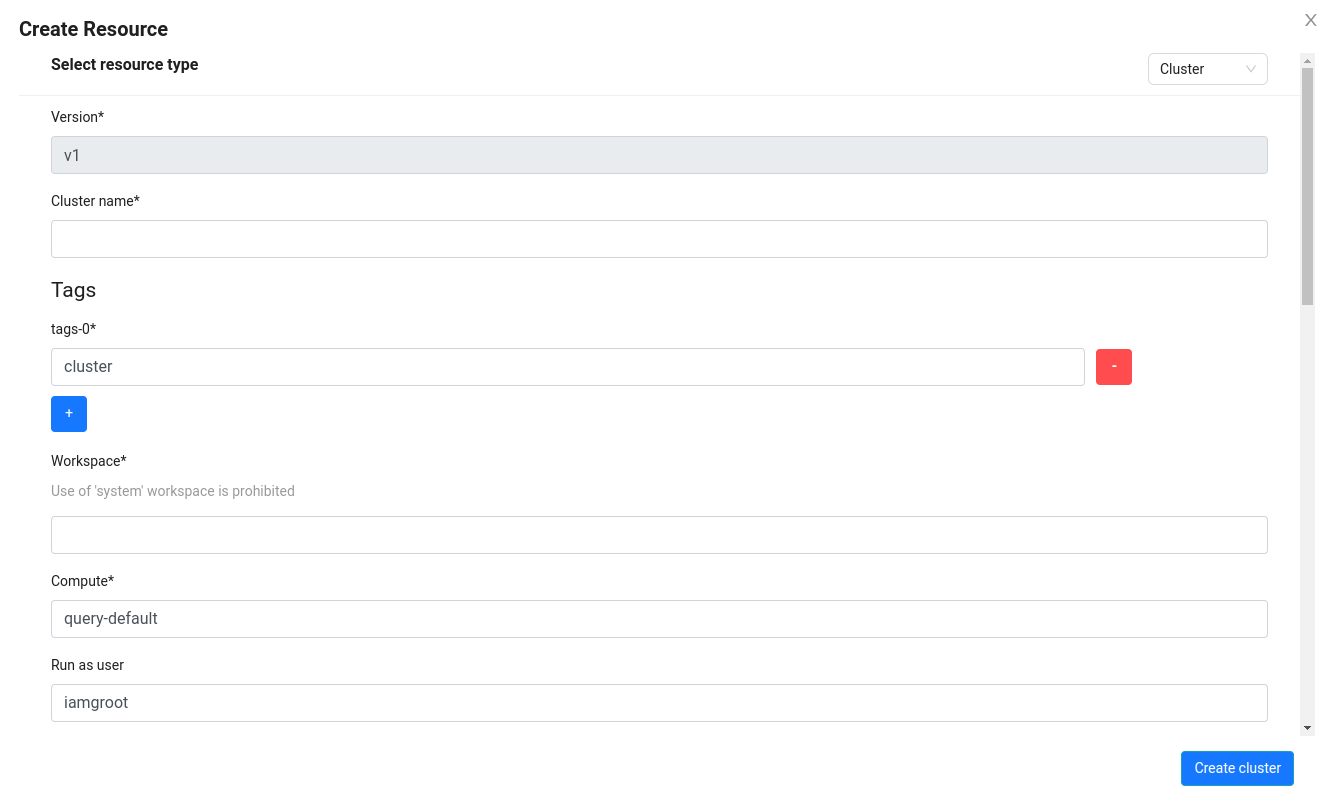 Create Resource
X
Select resource type
Cluster
Version*
v1
Cluster name*
Tags
tags-0*
cluster
-
+
Workspace*
Use of 'system' workspace is prohibited
Compute*
query-default
Run as user
iamgroot
Create cluster